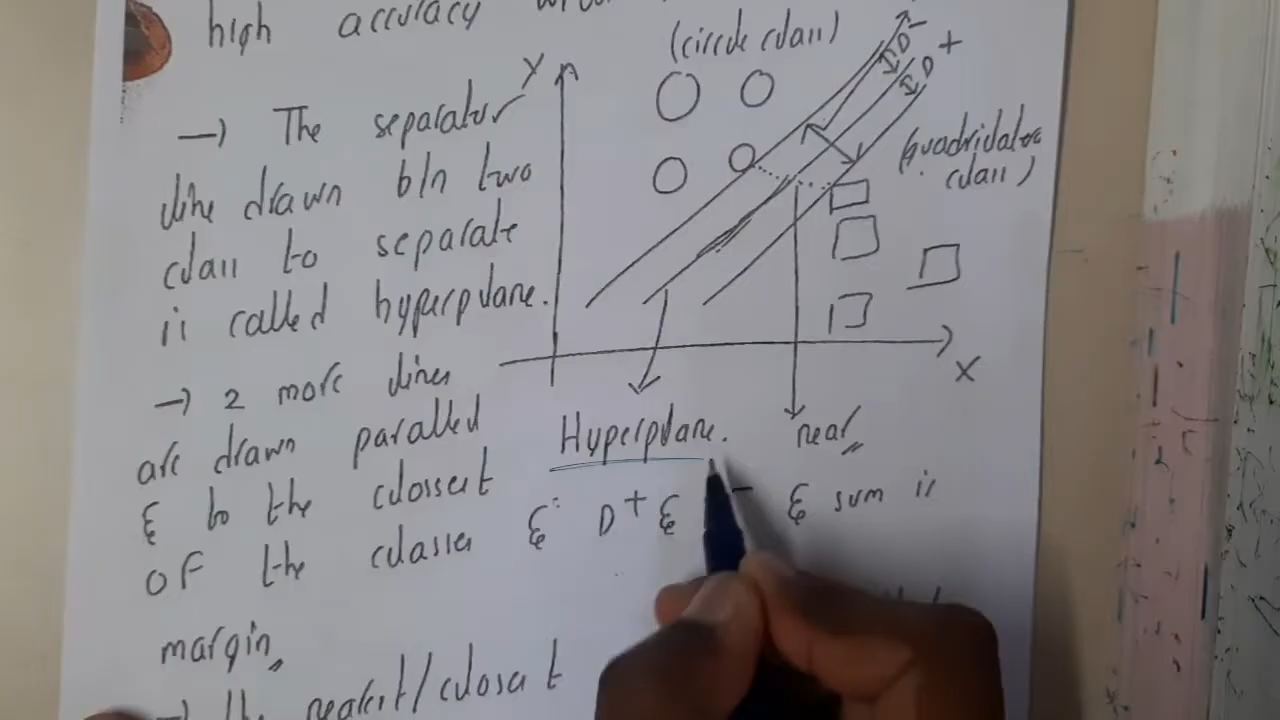 high accuracy
(circle class)
D-
D+
Y
→ The separator
line drawn b/n two
class to separate
is called hyperplane.
(quadrilateral
class)
X
→ 2 more lines
are drawn parallel
Hyperplane.
near
& to the closest
& D+ & - & sum is
of the classes
margin
→ the nearest/closest